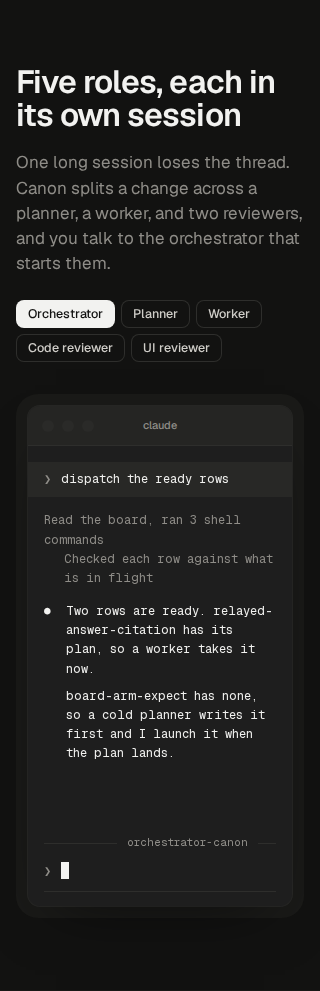 Five roles, each in
its own session
One long session loses the thread.
Canon splits a change across a
planner, a worker, and two reviewers,
and you talk to the orchestrator that
starts them.
Orchestrator Planner Worker
Code reviewer UI reviewer
claude
❯ dispatch the ready rows
Read the board, ran 3 shell
commands
Checked each row against what
is in flight
● Two rows are ready. relayed-
answer-citation has its
plan, so a worker takes it
now.
board-arm-expect has none,
so a cold planner writes it
first and I launch it when
the plan lands.
orchestrator-canon
❯